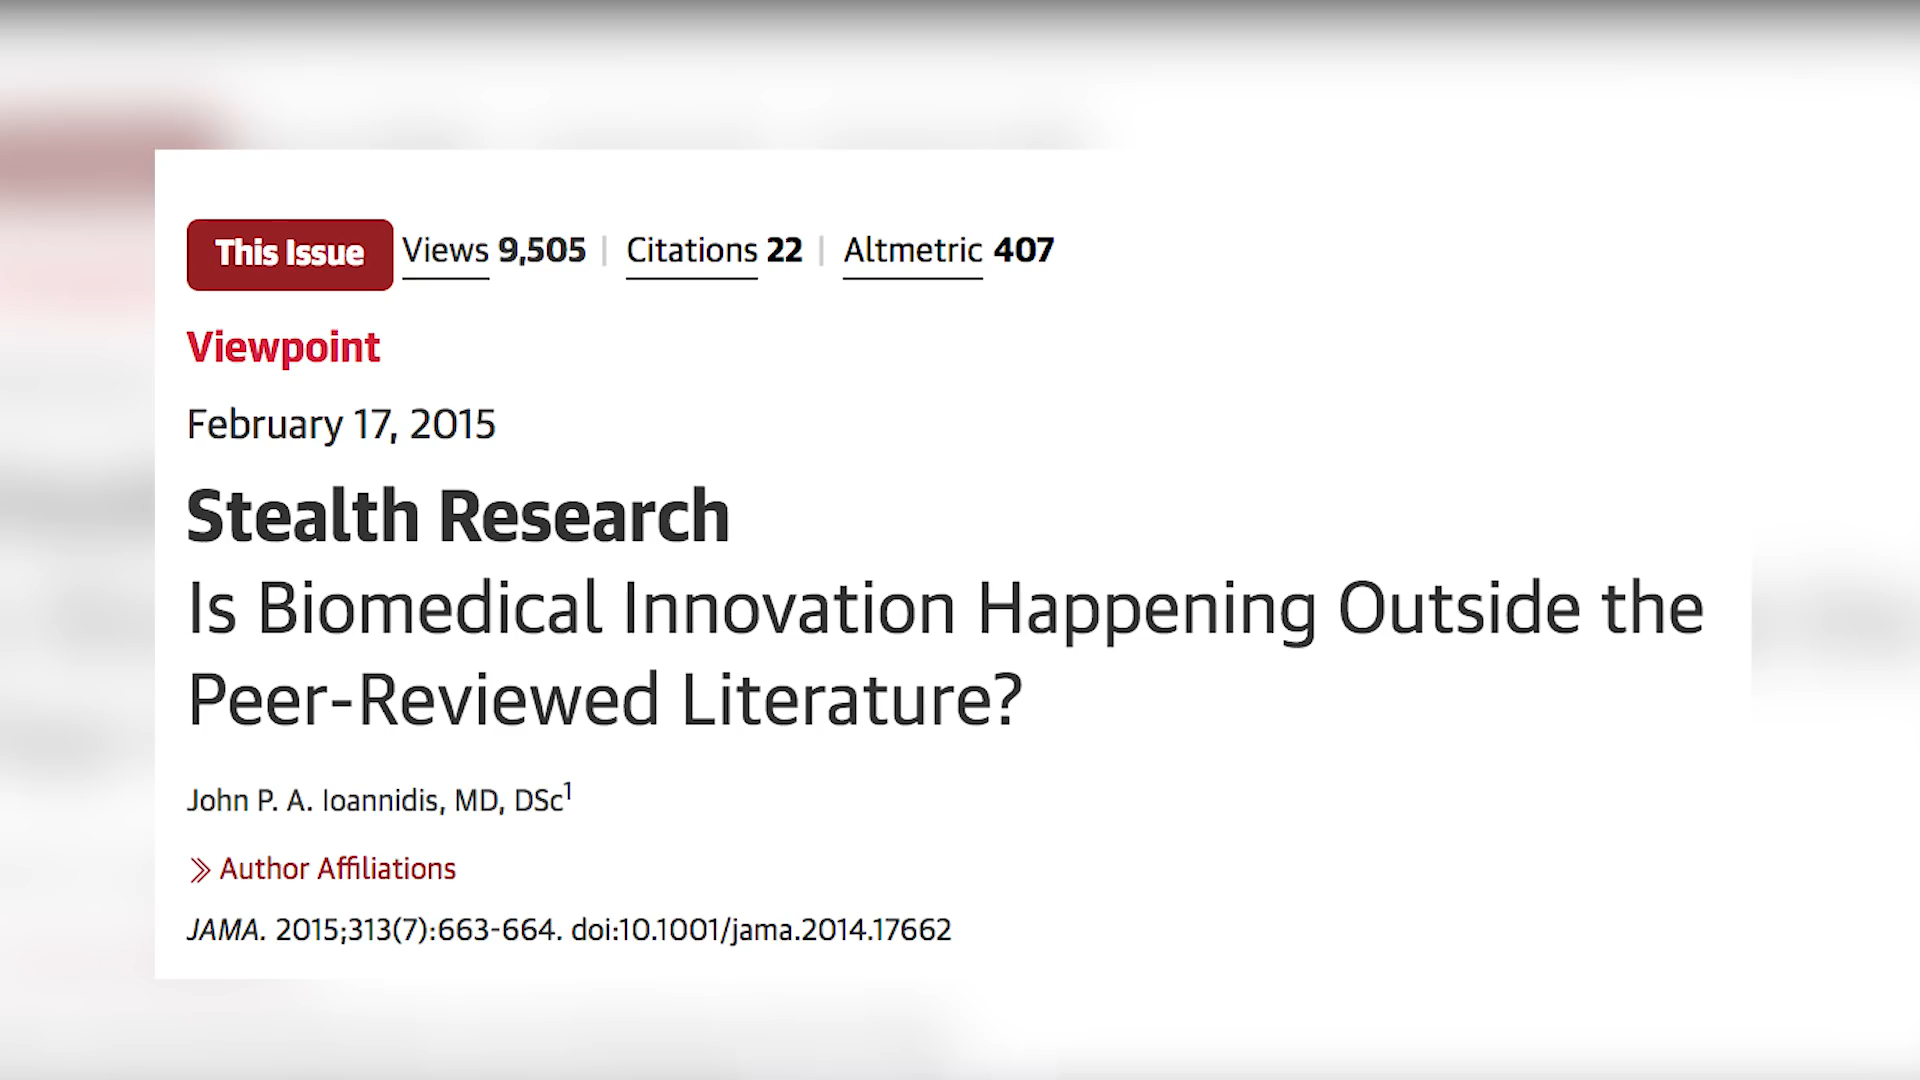 This Issue Views 9,505 | Citations 22 | Altmetric 407
Viewpoint
February 17, 2015
Stealth Research
Is Biomedical Innovation Happening Outside the
Peer-Reviewed Literature?
John P. A. Ioannidis, MD, DSc1
» Author Affiliations
JAMA. 2015;313(7):663-664. doi:10.1001/jama.2014.17662